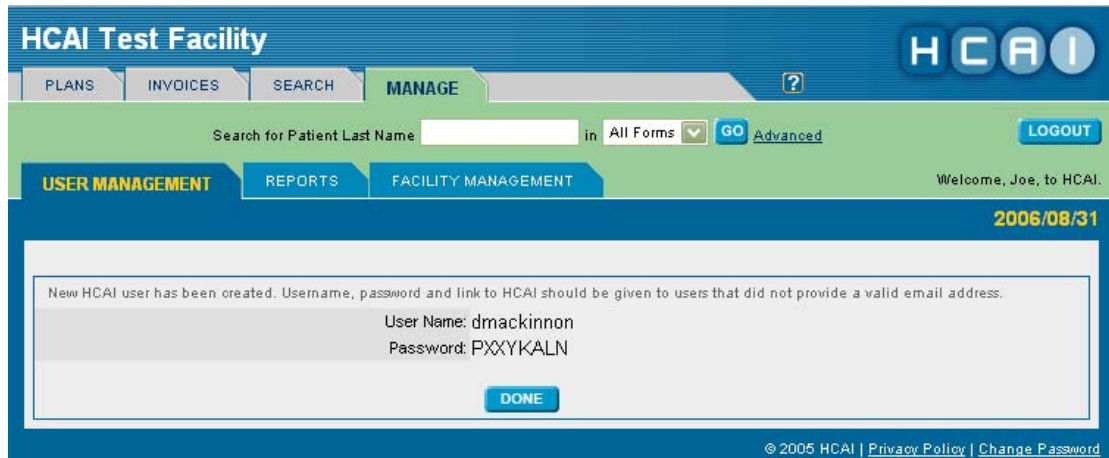 HCAI Test Facility
HCAI
PLANS INVOICES SEARCH MANAGE ?
Search for Patient Last Name in All Forms GO Advanced LOGOUT
USER MANAGEMENT REPORTS FACILITY MANAGEMENT Welcome, Joe, to HCAI.
2006/08/31
New HCAI user has been created. Username, password and link to HCAI should be given to users that did not provide a valid email address.
User Name: dmackinnon
Password: PXXYKALN
DONE
© 2005 HCAI | Privacy Policy | Change Password